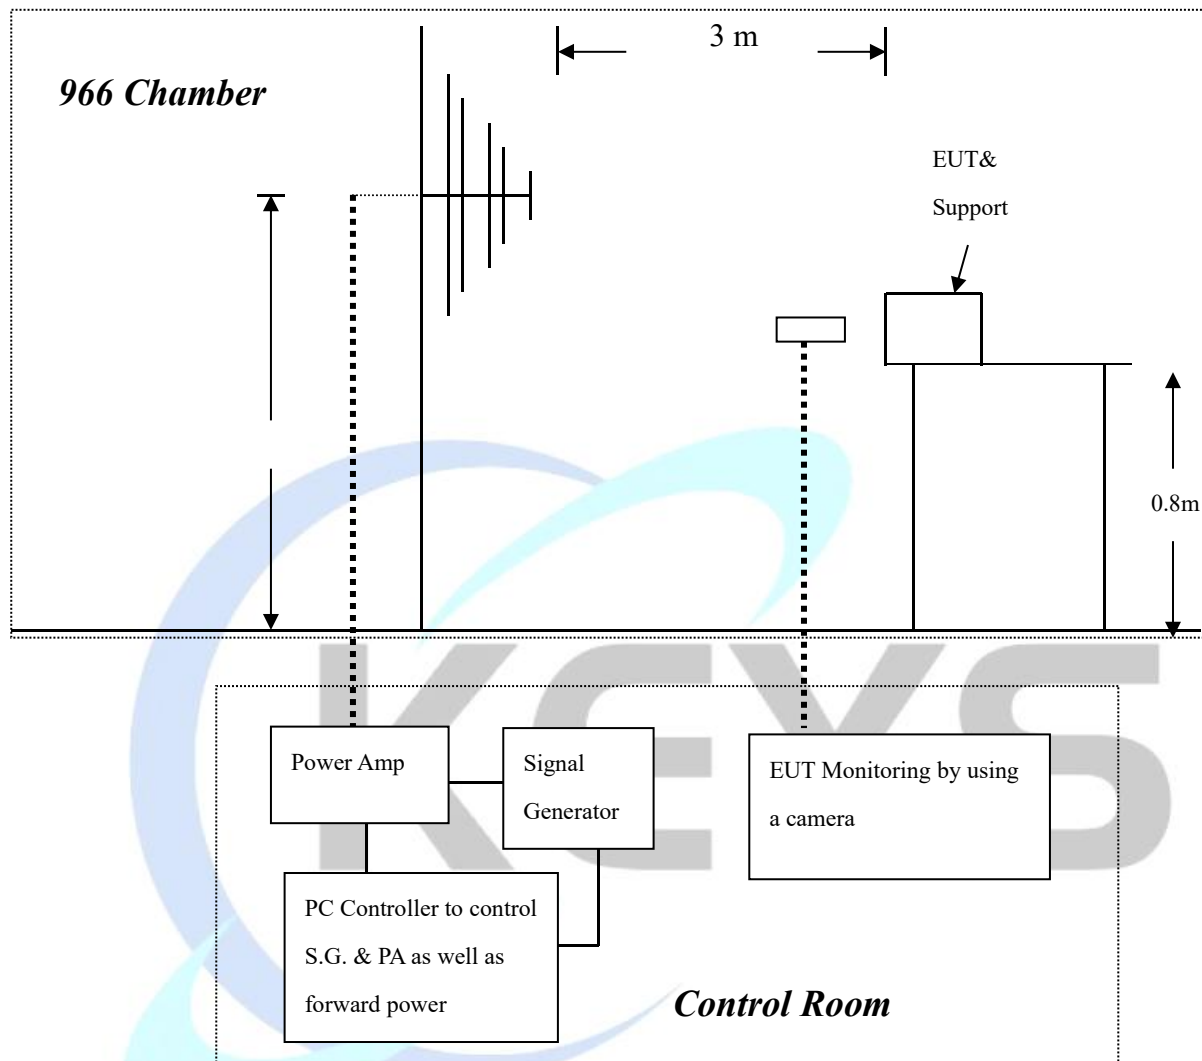 3 m
966 Chamber
EUT&
Support
0.8m
KEYS
Power Amp
Signal
Generator
EUT Monitoring by using
a camera
PC Controller to control
S.G. & PA as well as
forward power
Control Room